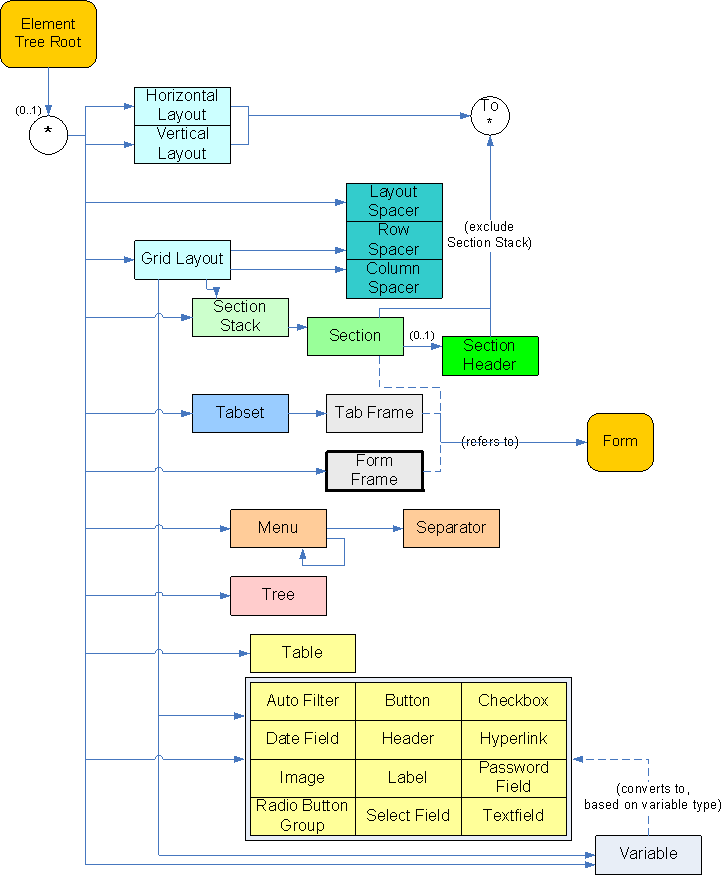 Element
Tree Root
(0..1)
*
Horizontal
Layout
Vertical
Layout
To
*
Layout
Spacer
Row
Spacer
Column
Spacer
(exclude
Section Stack)
Grid Layout
Section
Stack
Section
(0..1)
Section
Header
Tabset
Tab Frame
(refers to)
Form
Form
Frame
Menu
Separator
Tree
Table
Auto Filter
Button
Checkbox
Date Field
Header
Hyperlink
Image
Label
Password
Field
Radio Button
Group
Select Field
Textfield
(converts to,
based on variable type)
Variable